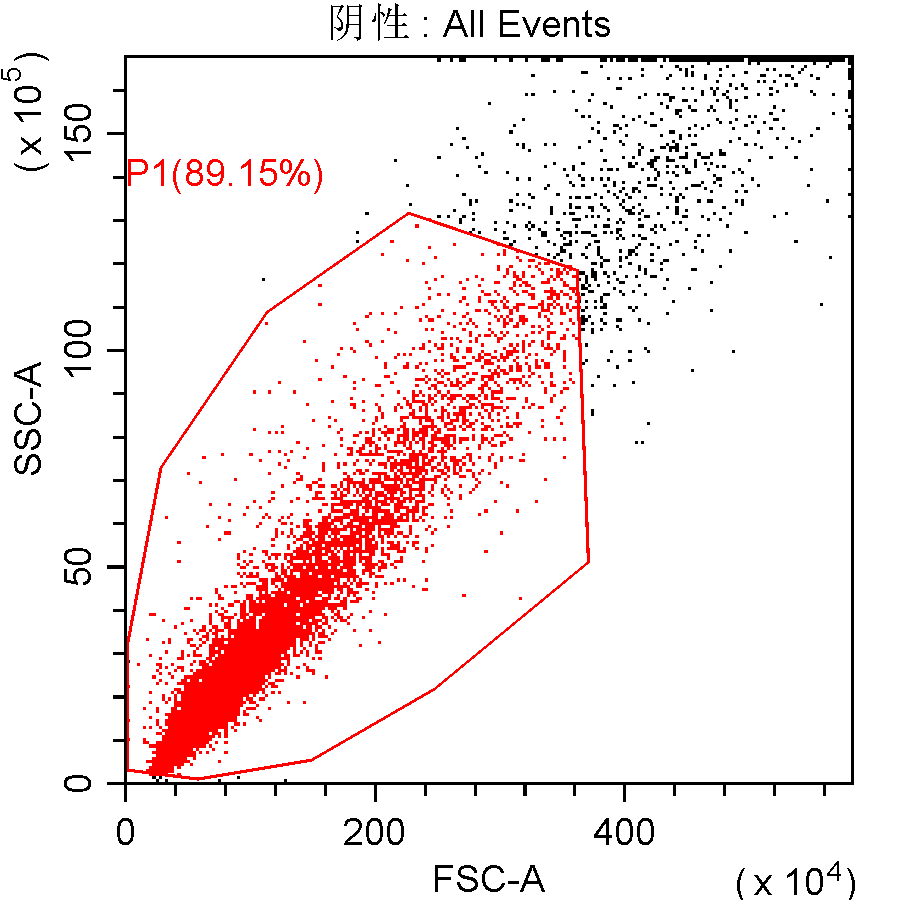 阴性 : All Events
(x 10^5)
150
P1(89.15%)
100
SSC-A
50
0
0 200 400
FSC-A (x 10^4)